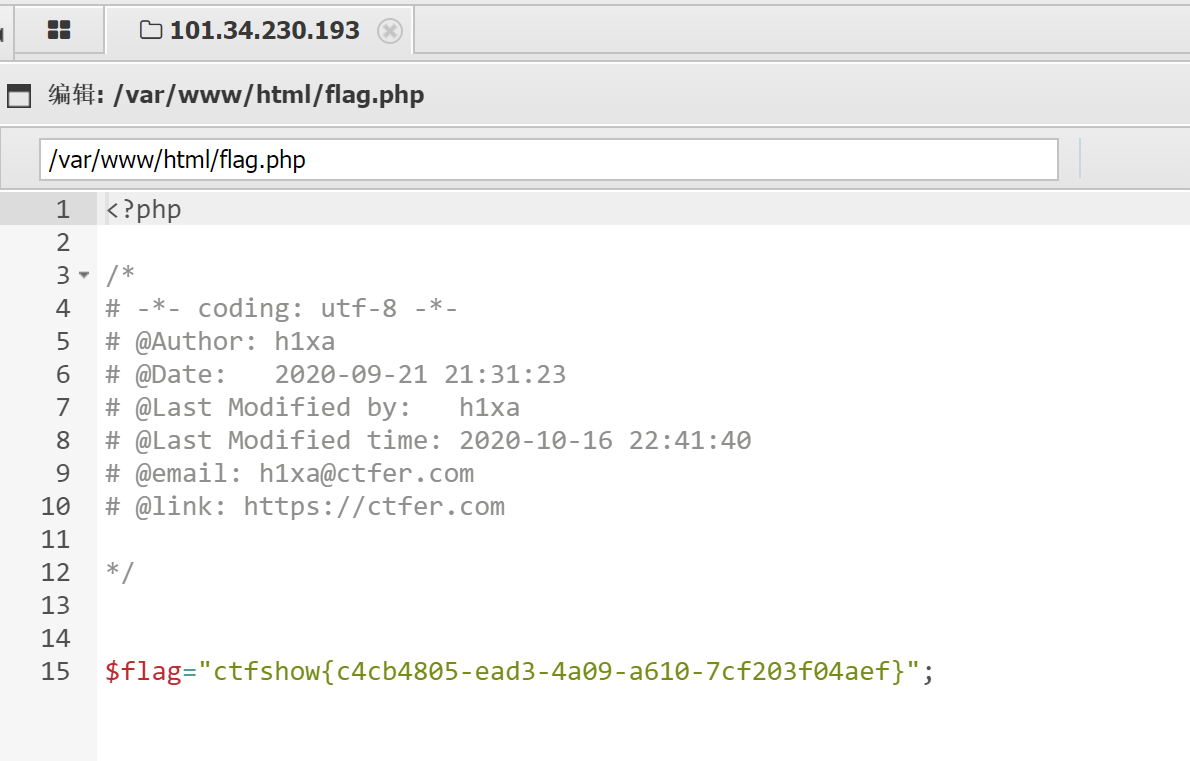 101.34.230.193
编辑: /var/www/html/flag.php
/var/www/html/flag.php
1 <?php
2
3 /*
4 # -*- coding: utf-8 -*-
5 # @Author: h1xa
6 # @Date:   2020-09-21 21:31:23
7 # @Last Modified by:   h1xa
8 # @Last Modified time: 2020-10-16 22:41:40
9 # @email: h1xa@ctfer.com
10 # @link: https://ctfer.com
11
12 */
13
14
15 $flag="ctfshow{c4cb4805-ead3-4a09-a610-7cf203f04aef}";